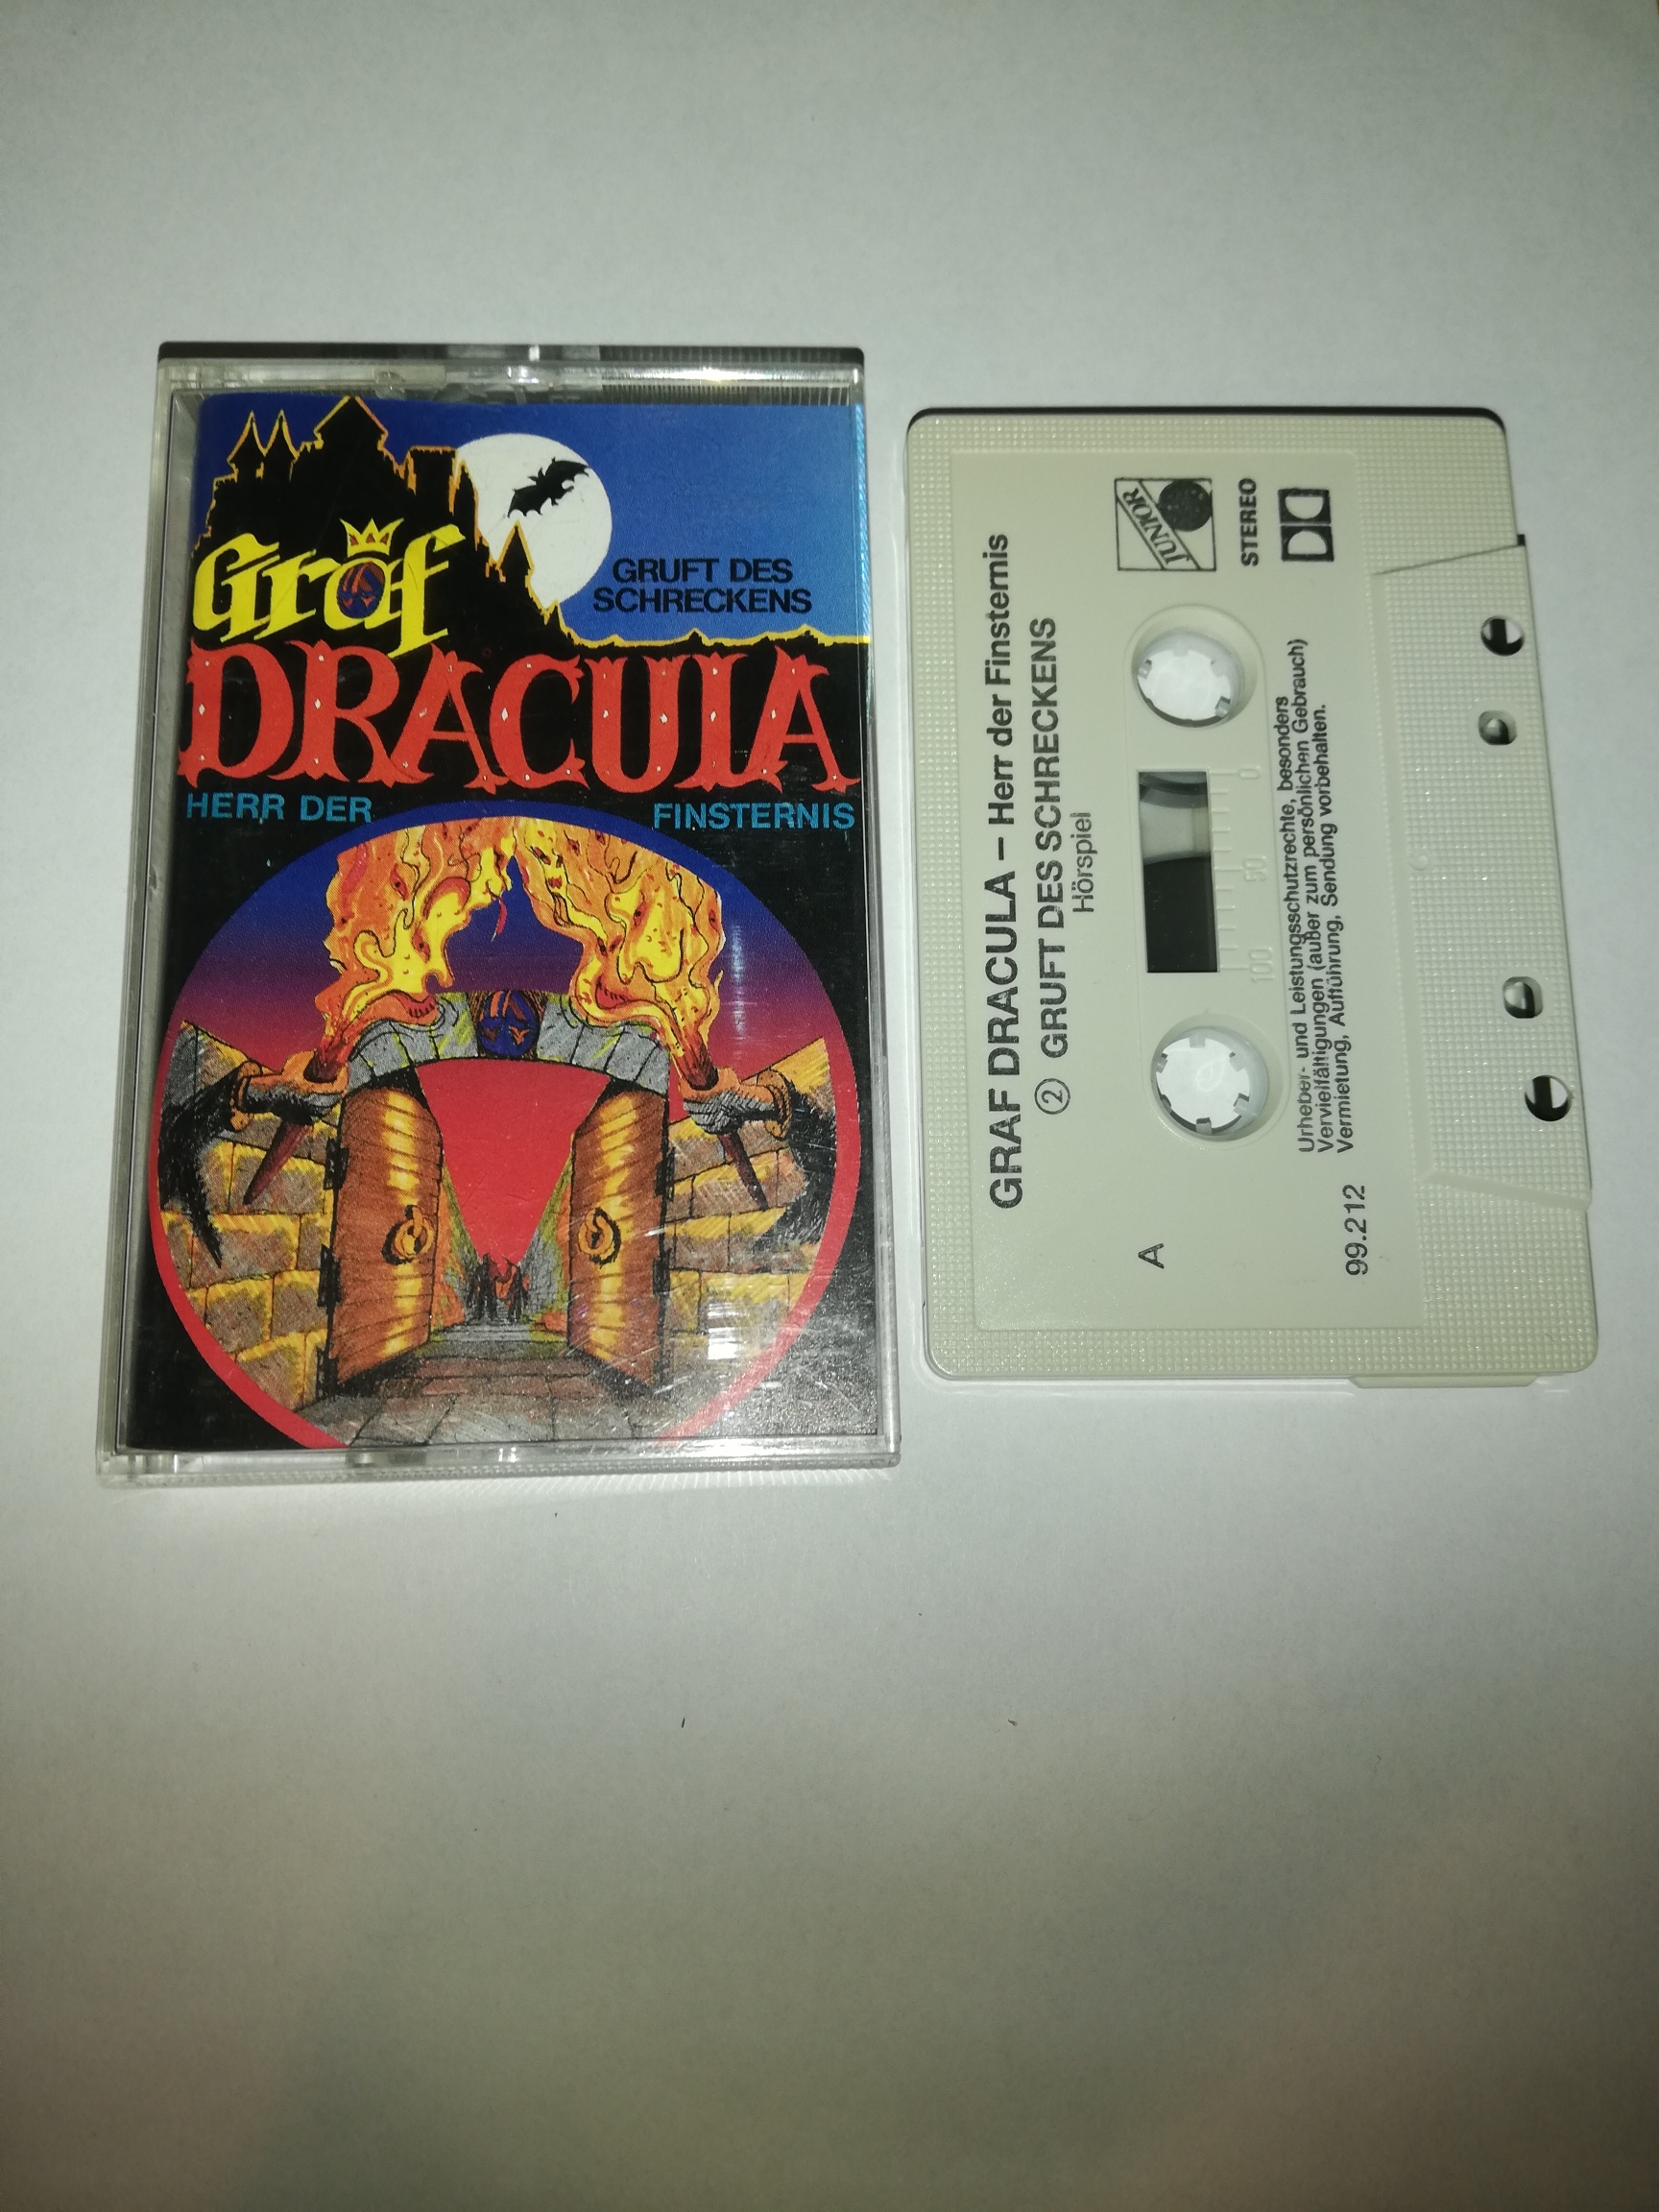 Graf
GRUFT DES
SCHRECKENS
DRACULA
HERR DER FINSTERNIS
GRAF DRACULA – Herr der Finsternis
② GRUFT DES SCHRECKENS
Hörspiel
JUNIOR
STEREO
A
100 50 0
99.212
Urheber- und Leistungsschutzrechte, besonders
Vervielfältigungen (außer zum persönlichen Gebrauch)
Vermietung, Aufführung, Sendung vorbehalten.